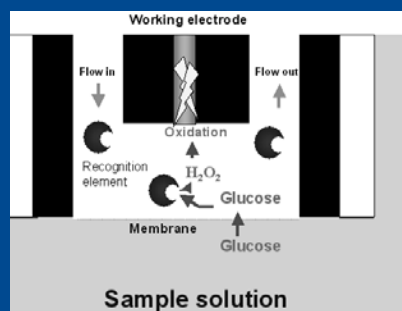 Working electrode
Flow in
Flow out
Oxidation
Recognition
element
H₂O₂
Glucose
Membrane
Glucose
Sample solution